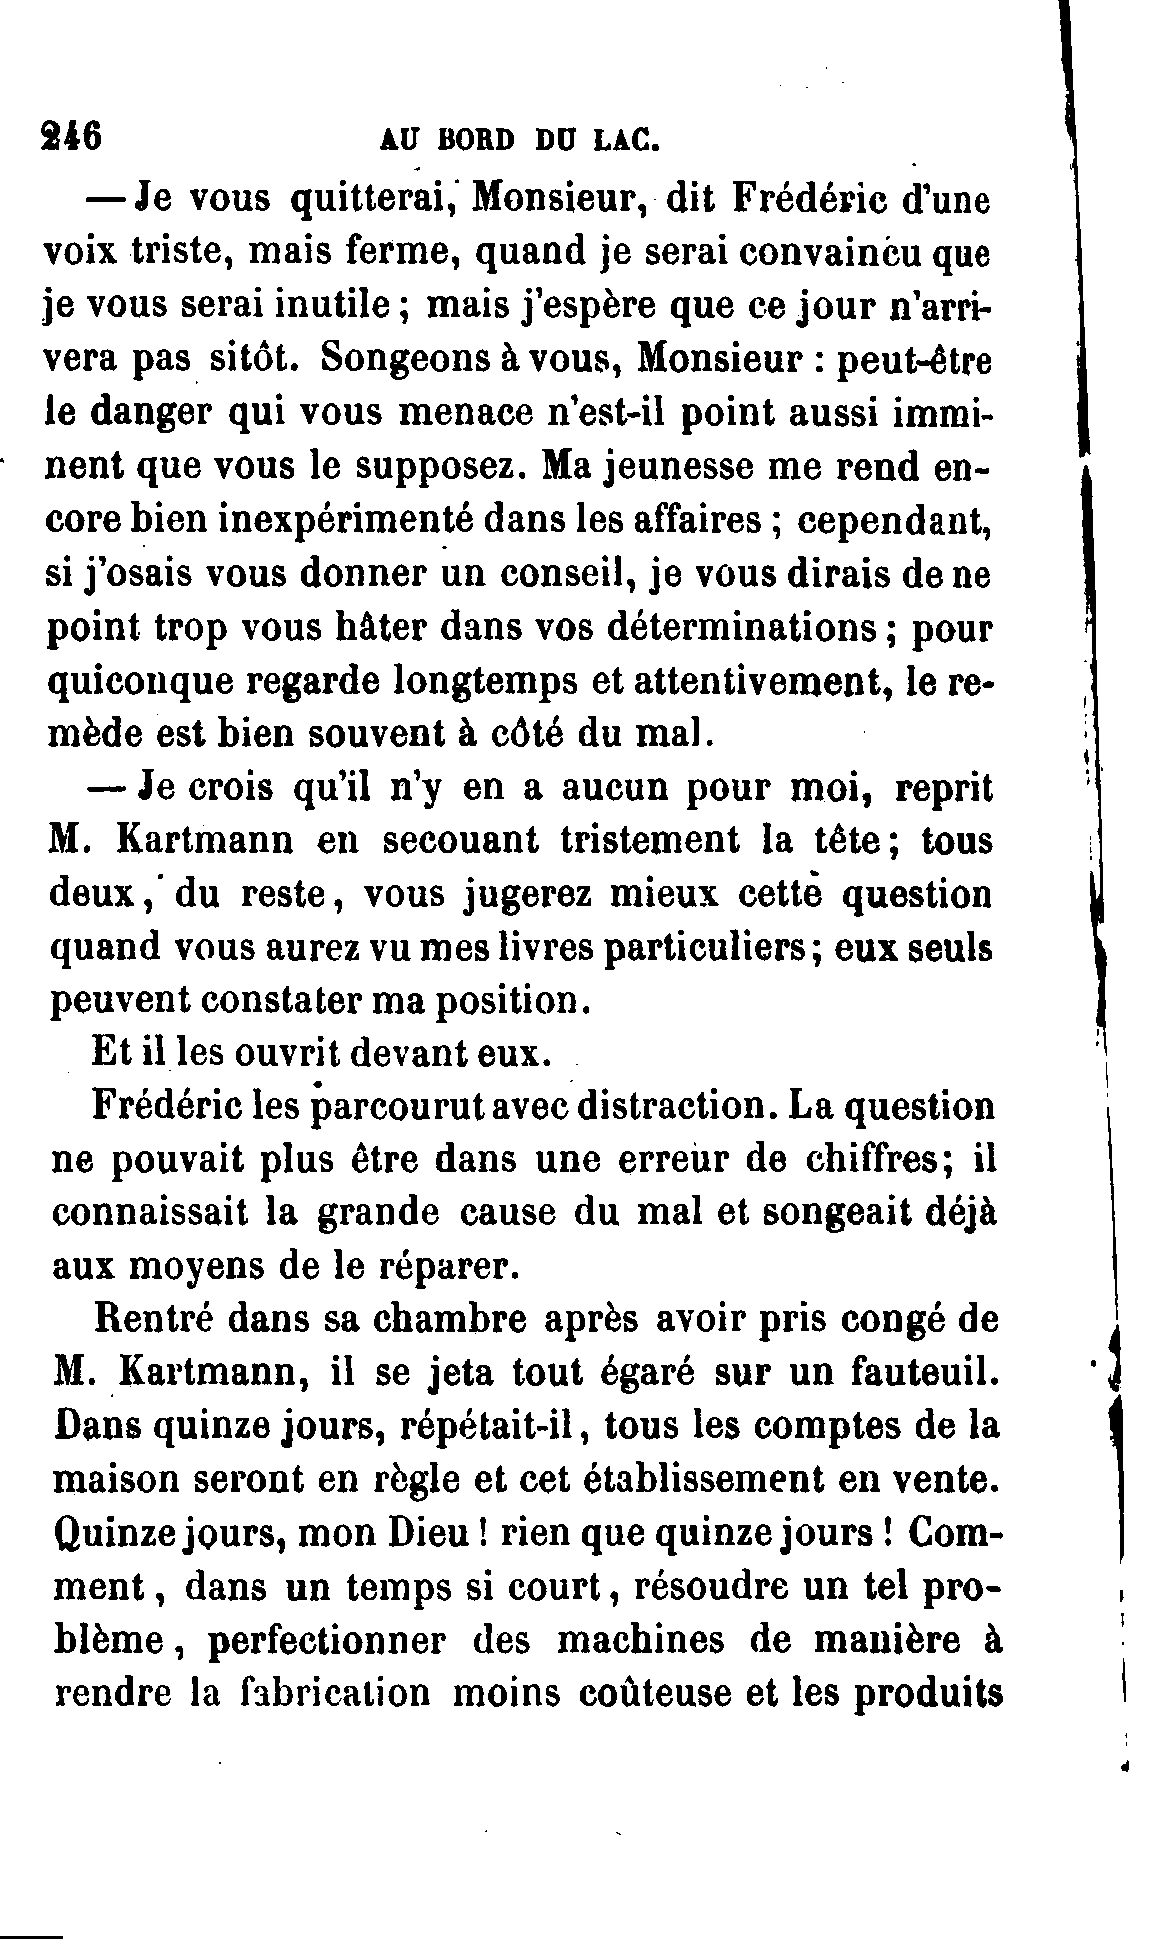 246 AU BORD DU LAC.
— Je vous quitterai, Monsieur, dit Frédéric d'une
voix triste, mais ferme, quand je serai convaincu que
je vous serai inutile ; mais j'espère que ce jour n'arri-
vera pas sitôt. Songeons à vous, Monsieur : peut-être
le danger qui vous menace n'est-il point aussi immi-
nent que vous le supposez. Ma jeunesse me rend en-
core bien inexpérimenté dans les affaires ; cependant,
si j'osais vous donner un conseil, je vous dirais de ne
point trop vous hâter dans vos déterminations ; pour
quiconque regarde longtemps et attentivement, le re-
mède est bien souvent à côté du mal.
— Je crois qu'il n'y en a aucun pour moi, reprit
M. Kartmann en secouant tristement la tête ; tous
deux, du reste, vous jugerez mieux cette question
quand vous aurez vu mes livres particuliers ; eux seuls
peuvent constater ma position.
Et il les ouvrit devant eux.
Frédéric les parcourut avec distraction. La question
ne pouvait plus être dans une erreur de chiffres ; il
connaissait la grande cause du mal et songeait déjà
aux moyens de le réparer.
Rentré dans sa chambre après avoir pris congé de
M. Kartmann, il se jeta tout égaré sur un fauteuil.
Dans quinze jours, répétait-il, tous les comptes de la
maison seront en règle et cet établissement en vente.
Quinze jours, mon Dieu ! rien que quinze jours ! Com-
ment, dans un temps si court, résoudre un tel pro-
blème, perfectionner des machines de manière à
rendre la fabrication moins coûteuse et les produits